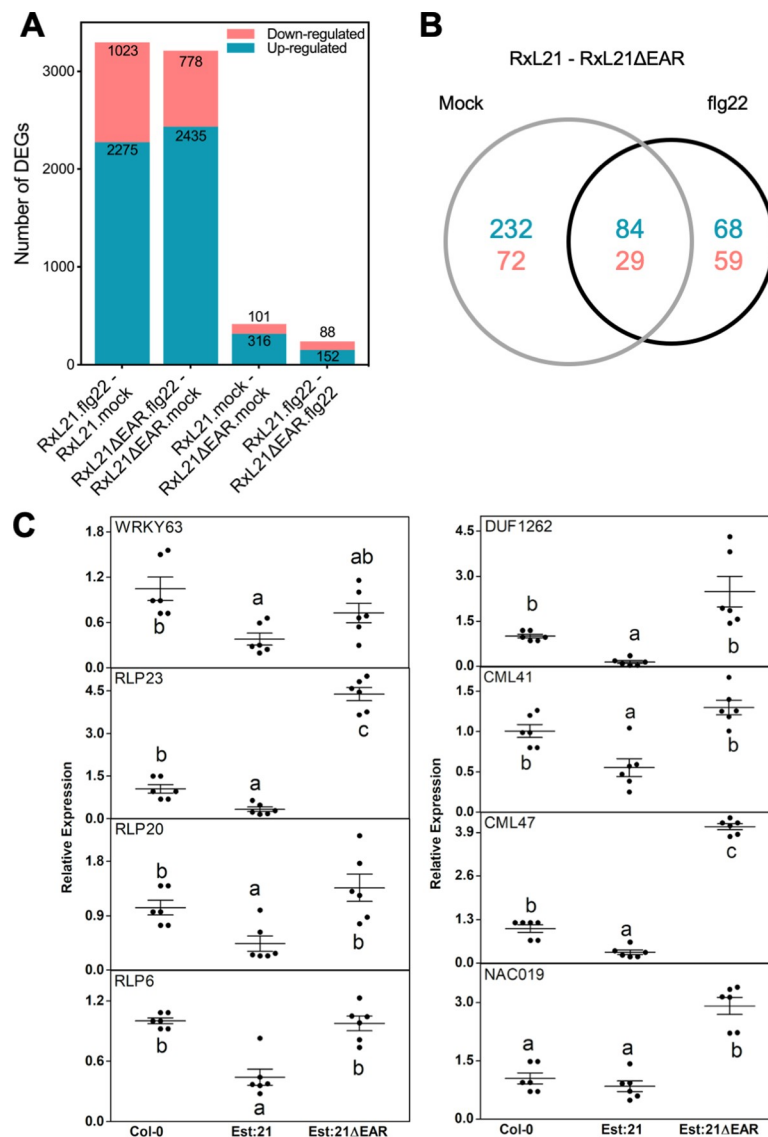 A
Number of DEGs
3000
2000
1000
0
Down-regulated
Up-regulated
1023
2275
778
2435
101
316
88
152
RxL21.flg22 -
RxL21.mock
RxL21ΔEAR.flg22 -
RxL21ΔEAR.mock
RxL21.mock -
RxL21ΔEAR.mock
RxL21.flg22 -
RxL21ΔEAR.flg22
B
RxL21 - RxL21ΔEAR
Mock
flg22
232
72
84
29
68
59
C
Relative Expression
WRKY63
1.8
1.2
0.6
0.0
b
a
ab
RLP23
4.5
3.0
1.5
0.0
b
a
c
RLP20
1.8
0.9
0.0
b
a
b
RLP6
1.2
0.6
0.0
b
a
b
Col-0
Est:21
Est:21ΔEAR
Relative Expression
DUF1262
4.5
3.0
1.5
0.0
b
a
b
CML41
1.5
0.5
0.0
b
a
b
CML47
3.9
2.6
1.3
0.0
b
a
c
NAC019
3.0
1.5
0.0
a
a
b
Col-0
Est:21
Est:21ΔEAR